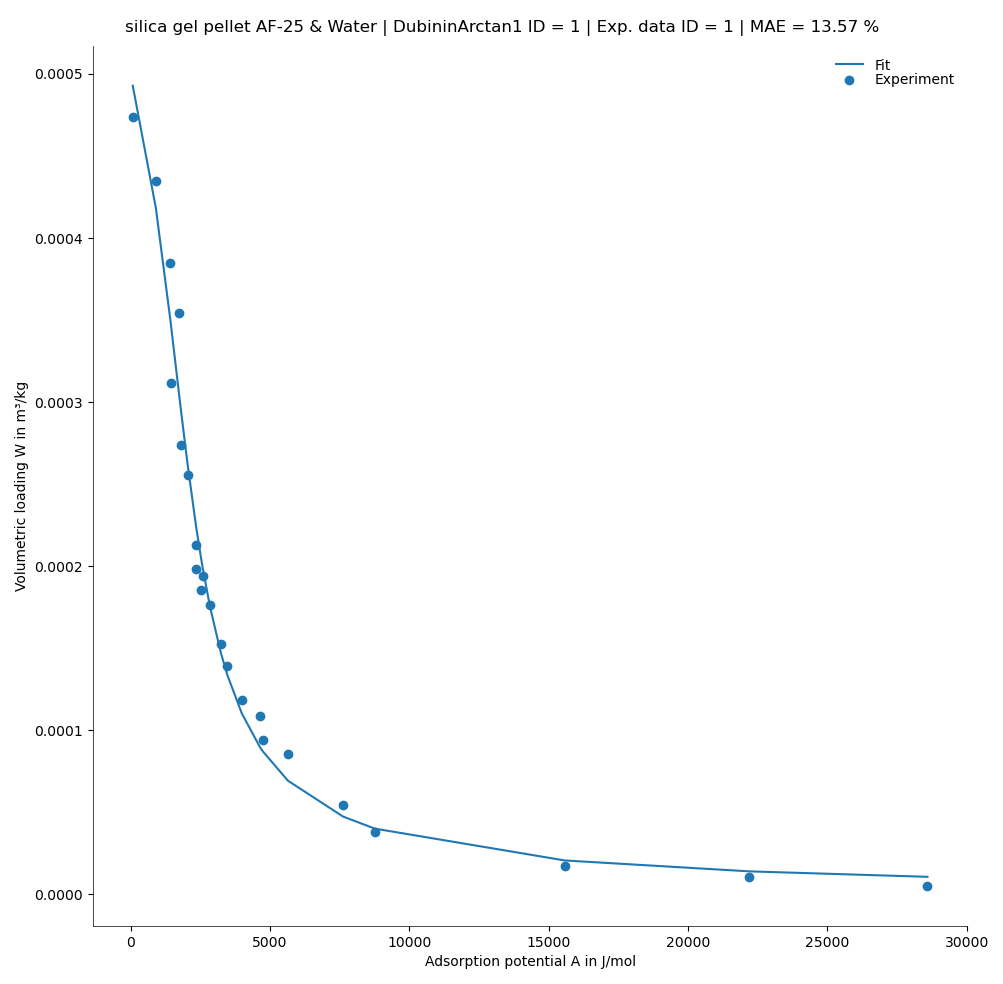 silica gel pellet AF-25 & Water | DubininArctan1 ID = 1 | Exp. data ID = 1 | MAE = 13.57 %
Fit
Experiment
0.0005
0.0004
0.0003
0.0002
0.0001
0.0000
Volumetric loading W in m³/kg
0
5000
10000
15000
20000
25000
30000
Adsorption potential A in J/mol